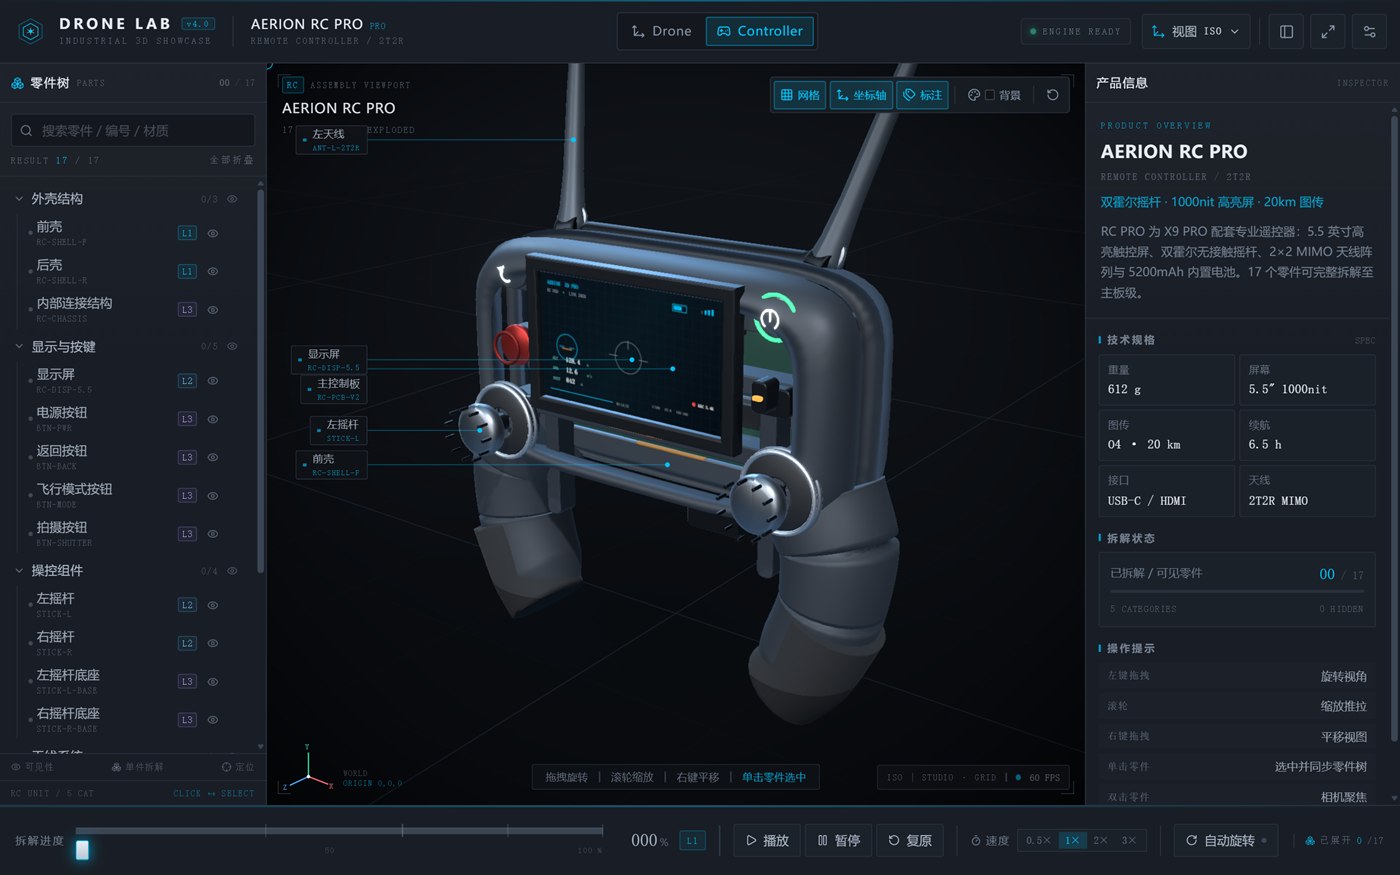 DRONE LAB v4.0
INDUSTRIAL 3D SHOWCASE
AERION RC PRO PRO
REMOTE CONTROLLER / 2T2R
Drone
Controller
ENGINE READY
视图 ISO
零件树 PARTS
00 / 17
搜索零件 / 编号 / 材质
RESULT 17 / 17
全部折叠
外壳结构 0/3
前壳 L1
RC-SHELL-F
后壳 L1
RC-SHELL-R
内部连接结构 L3
RC-CHASSIS
显示与按键 0/5
显示屏 L2
RC-DISP-5.5
电源按钮 L3
BTN-PWR
返回按钮 L3
BTN-BACK
飞行模式按钮 L3
BTN-MODE
拍摄按钮 L3
BTN-SHUTTER
操控组件 0/4
左摇杆 L2
STICK-L
右摇杆 L2
STICK-R
左摇杆底座 L3
STICK-L-BASE
右摇杆底座 L3
STICK-R-BASE
可见性
单件拆解
定位
RC UNIT / 5 CAT
CLICK ↔ SELECT
RC ASSEMBLY VIEWPORT
AERION RC PRO
17
EXPLODED
左天线
ANT-L-2T2R
网格
坐标轴
标注
背景
显示屏
RC-DISP-5.5
主控制板
RC-PCB-V2
左摇杆
STICK-L
前壳
RC-SHELL-F
Y
Z
X
WORLD
ORIGIN 0,0,0
拖拽旋转
滚轮缩放
右键平移
单击零件选中
ISO | STUDIO · GRID | 60 FPS
产品信息
INSPECTOR
PRODUCT OVERVIEW
AERION RC PRO
REMOTE CONTROLLER / 2T2R
双霍尔摇杆 · 1000nit 高亮屏 · 20km 图传
RC PRO 为 X9 PRO 配套专业遥控器：5.5 英寸高
亮触控屏、双霍尔无接触摇杆、2×2 MIMO 天线阵
列与 5200mAh 内置电池。17 个零件可完整拆解至
主板级。
技术规格 SPEC
重量
612 g
屏幕
5.5″ 1000nit
图传
O4 • 20 km
续航
6.5 h
接口
USB-C / HDMI
天线
2T2R MIMO
拆解状态
已拆解 / 可见零件 00 / 17
5 CATEGORIES
0 HIDDEN
操作提示
左键拖拽 旋转视角
滚轮 缩放推拉
右键拖拽 平移视图
单击零件 选中并同步零件树
双击零件 相机聚焦
拆解进度
50
100 %
000 %
L1
播放
暂停
复原
速度
0.5×
1×
2×
3×
自动旋转
已展开 0 /17